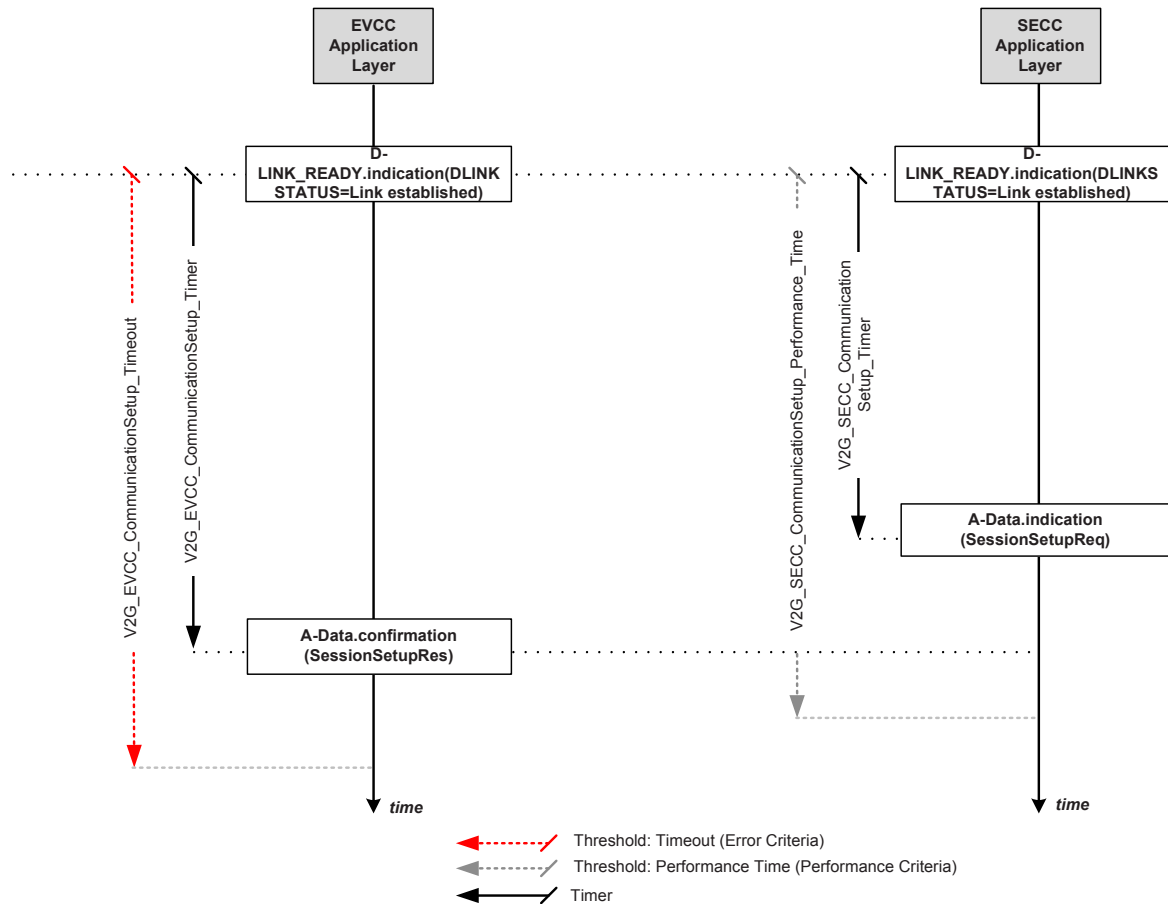 EVCC
Application
Layer
SECC
Application
Layer
D-
LINK_READY.indication(DLINK
STATUS=Link established)
D-
LINK_READY.indication(DLINKS
TATUS=Link established)
V2G_EVCC_CommunicationSetup_Timeout
V2G_EVCC_CommunicationSetup_Timer
V2G_SECC_CommunicationSetup_Performance_Time
V2G_SECC_Communication
Setup_Timer
A-Data.indication
(SessionSetupReq)
A-Data.confirmation
(SessionSetupRes)
time
time
Threshold: Timeout (Error Criteria)
Threshold: Performance Time (Performance Criteria)
Timer